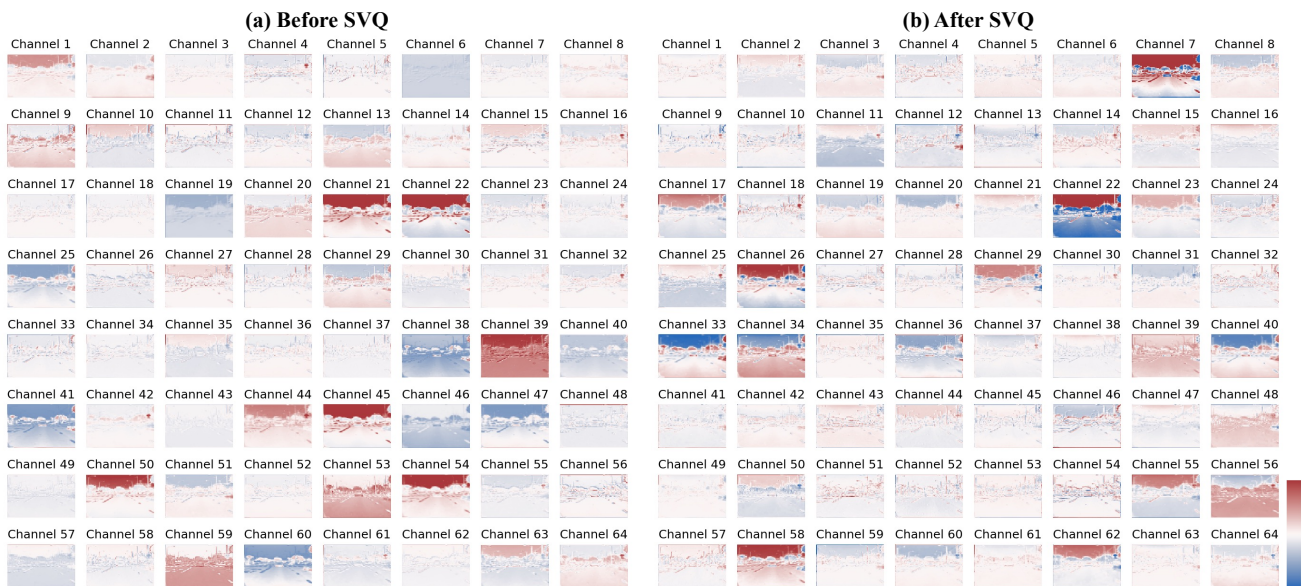 (a) Before SVQ
(b) After SVQ
Channel 1 Channel 2 Channel 3 Channel 4 Channel 5 Channel 6 Channel 7 Channel 8 Channel 1 Channel 2 Channel 3 Channel 4 Channel 5 Channel 6 Channel 7 Channel 8
Channel 9 Channel 10 Channel 11 Channel 12 Channel 13 Channel 14 Channel 15 Channel 16 Channel 9 Channel 10 Channel 11 Channel 12 Channel 13 Channel 14 Channel 15 Channel 16
Channel 17 Channel 18 Channel 19 Channel 20 Channel 21 Channel 22 Channel 23 Channel 24 Channel 17 Channel 18 Channel 19 Channel 20 Channel 21 Channel 22 Channel 23 Channel 24
Channel 25 Channel 26 Channel 27 Channel 28 Channel 29 Channel 30 Channel 31 Channel 32 Channel 25 Channel 26 Channel 27 Channel 28 Channel 29 Channel 30 Channel 31 Channel 32
Channel 33 Channel 34 Channel 35 Channel 36 Channel 37 Channel 38 Channel 39 Channel 40 Channel 33 Channel 34 Channel 35 Channel 36 Channel 37 Channel 38 Channel 39 Channel 40
Channel 41 Channel 42 Channel 43 Channel 44 Channel 45 Channel 46 Channel 47 Channel 48 Channel 41 Channel 42 Channel 43 Channel 44 Channel 45 Channel 46 Channel 47 Channel 48
Channel 49 Channel 50 Channel 51 Channel 52 Channel 53 Channel 54 Channel 55 Channel 56 Channel 49 Channel 50 Channel 51 Channel 52 Channel 53 Channel 54 Channel 55 Channel 56
Channel 57 Channel 58 Channel 59 Channel 60 Channel 61 Channel 62 Channel 63 Channel 64 Channel 57 Channel 58 Channel 59 Channel 60 Channel 61 Channel 62 Channel 63 Channel 64